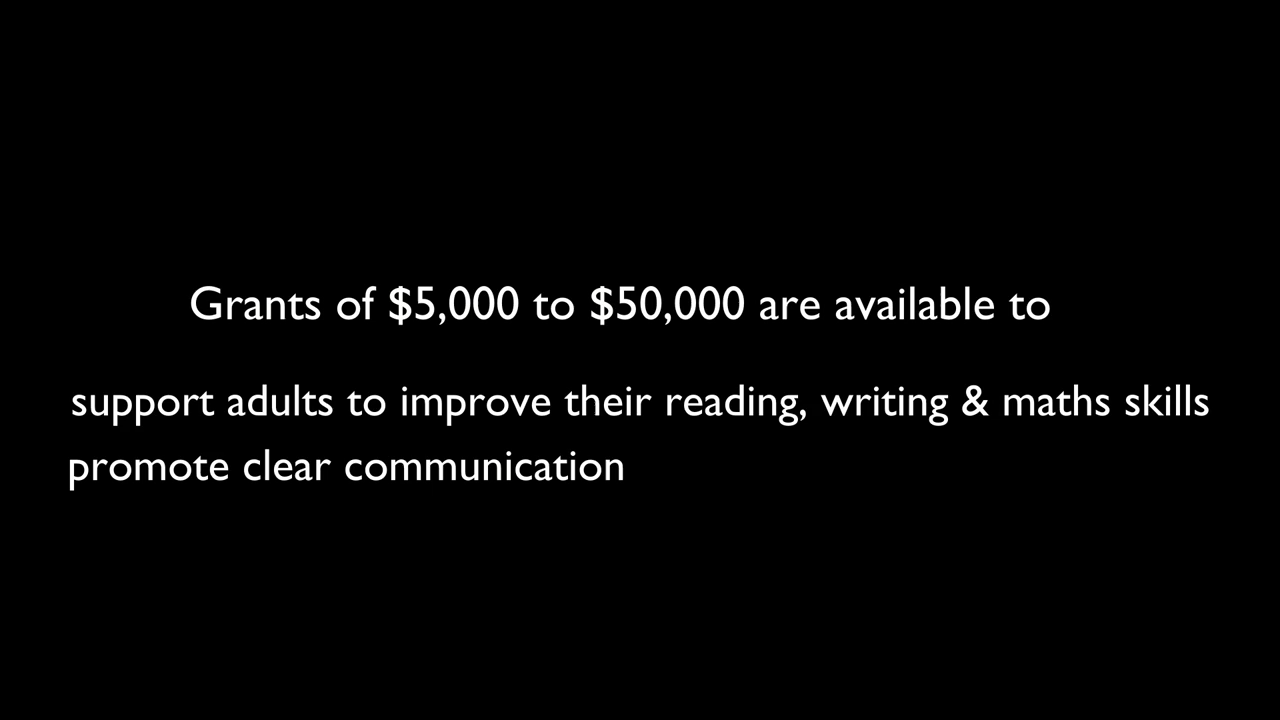 Grants of $5,000 to $50,000 are available to
support adults to improve their reading, writing & maths skills
promote clear communication